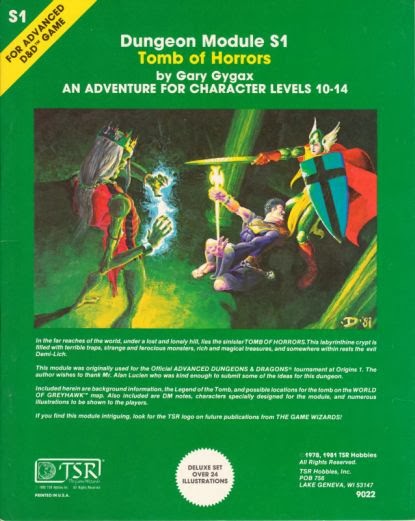 S1
FOR ADVANCED
D&D™ GAME
Dungeon Module S1
Tomb of Horrors
by Gary Gygax
AN ADVENTURE FOR CHARACTER LEVELS 10-14
D '81
In the far reaches of the world, under a lost and lonely hill, lies the sinister TOMB OF HORRORS. This labyrinthine crypt is
filled with terrible traps, strange and ferocious monsters, rich and magical treasures, and somewhere within rests the evil
Demi-Lich.
This module was originally used for the Official ADVANCED DUNGEONS & DRAGONS® tournament at Origins 1. The
author wishes to thank Mr. Alan Lucien who was kind enough to submit some of the ideas for this dungeon.
Included herein are background information, the Legend of the Tomb, and possible locations for the tomb on the WORLD
OF GREYHAWK™ map. Also included are DM notes, characters specially designed for the module, and numerous
illustrations to be shown to the players.
If you find this module intriguing, look for the TSR logo on future publications from THE GAME WIZARDS!
TSR
The Game Wizards
PRINTED IN U.S.A.
DELUXE SET
OVER 24
ILLUSTRATIONS
©1978, 1981 TSR Hobbies
All Rights Reserved.
TSR Hobbies, Inc.
POB 756
LAKE GENEVA, WI 53147
9022